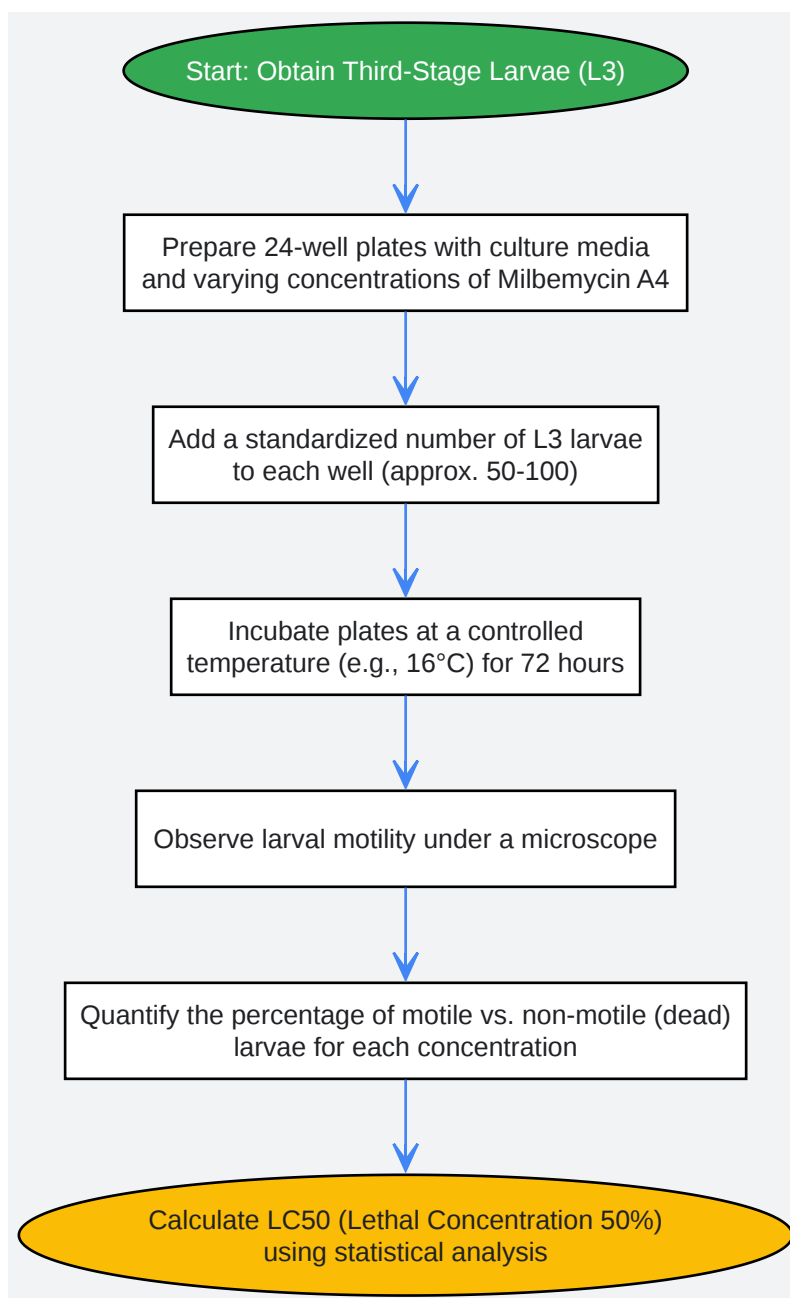 Start: Obtain Third-Stage Larvae (L3)
Prepare 24-well plates with culture media
and varying concentrations of Milbemycin A4
Add a standardized number of L3 larvae
to each well (approx. 50-100)
Incubate plates at a controlled
temperature (e.g., 16°C) for 72 hours
Observe larval motility under a microscope
Quantify the percentage of motile vs. non-motile (dead)
larvae for each concentration
Calculate LC50 (Lethal Concentration 50%)
using statistical analysis